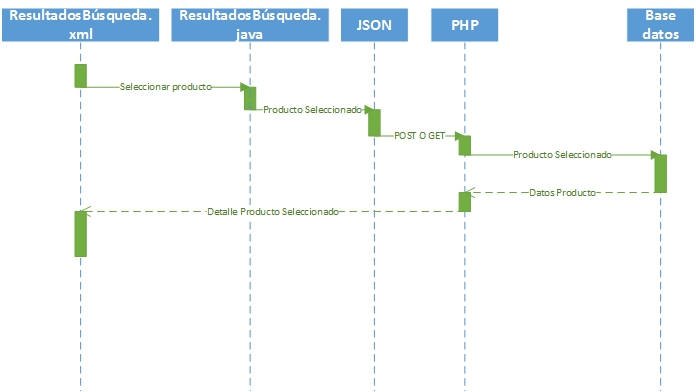 ResultadosBúsqueda.
xml
ResultadosBúsqueda.
java
JSON
PHP
Base
datos
Seleccionar producto
Producto Seleccionado
POST O GET
Producto Seleccionado
Datos Producto
Detalle Producto Seleccionado